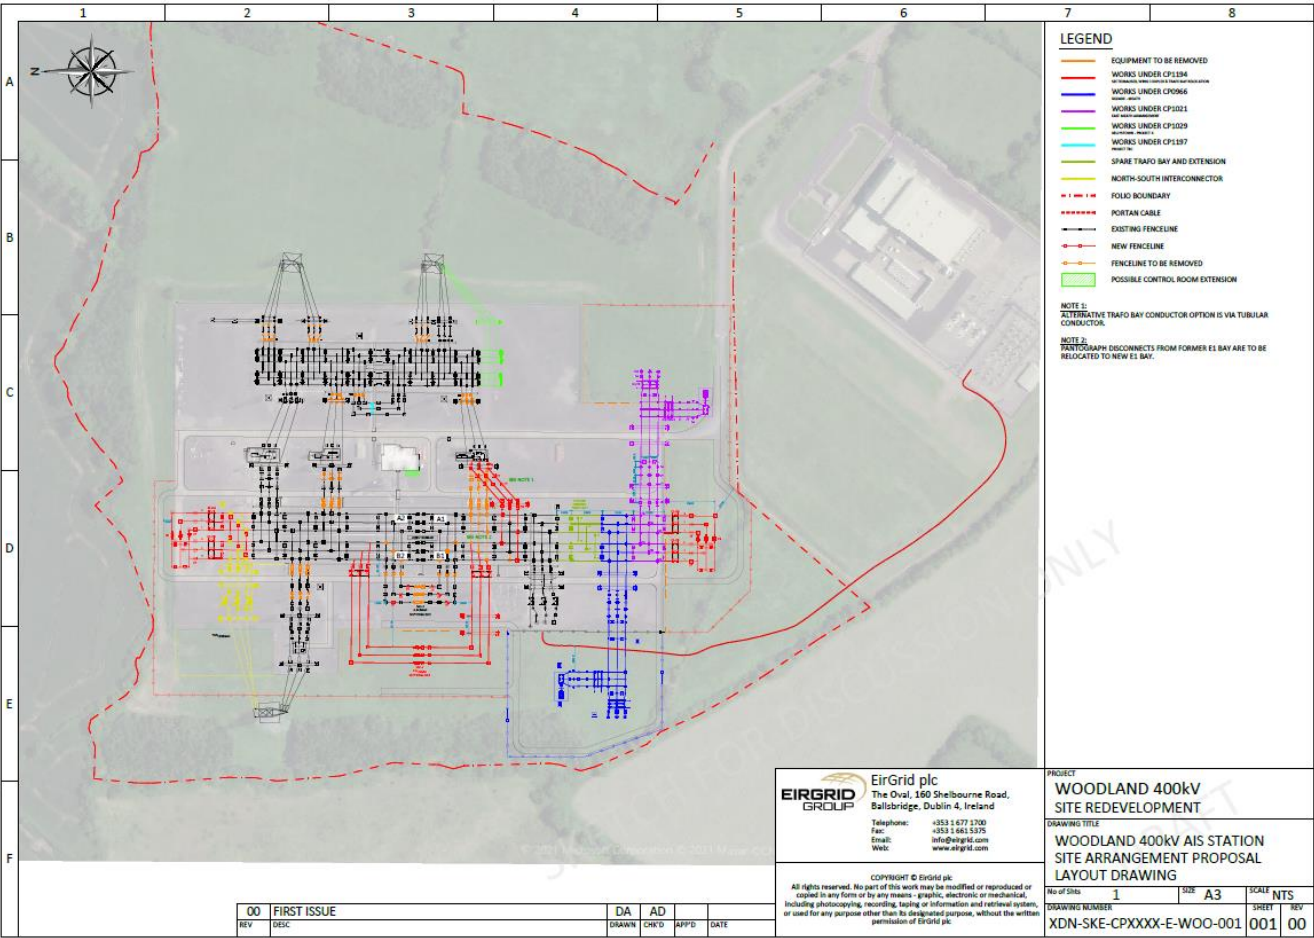 1 2 3 4 5 6 7 8
A
B
C
D
E
F
N
LEGEND
EQUIPMENT TO BE REMOVED
WORKS UNDER CP1194
WORKS UNDER CP0966
WORKS UNDER CP1021
WORKS UNDER CP1029
WORKS UNDER CP1197
SPARE TRAFO BAY AND EXTENSION
NORTH-SOUTH INTERCONNECTOR
FOLIO BOUNDARY
PORTAN CABLE
EXISTING FENCELINE
NEW FENCELINE
FENCELINE TO BE REMOVED
POSSIBLE CONTROL ROOM EXTENSION
NOTE 1:
ALTERNATIVE TRAFO BAY CONDUCTOR OPTION IS VIA TUBULAR
CONDUCTOR.
NOTE 2:
PANTOGRAPH DISCONNECTS FROM FORMER E1 BAY ARE TO BE
RELOCATED TO NEW E1 BAY.
SEE NOTE 1
A2 A1
SEE NOTE 2
B2 B1
ONLY
DRAFT
EIRGRID
GROUP
EirGrid plc
The Oval, 160 Shelbourne Road,
Ballsbridge, Dublin 4, Ireland
Telephone: +353 1 677 1700
Fax: +353 1 661 5375
Email: info@eirgrid.com
Web: www.eirgrid.com
COPYRIGHT © EirGrid plc
All rights reserved. No part of this work may be modified or reproduced or
copied in any form or by any means - graphic, electronic or mechanical,
including photocopying, recording, taping or information and retrieval system,
or used for any purpose other than its designated purpose, without the written
permission of EirGrid plc
PROJECT
WOODLAND 400kV
SITE REDEVELOPMENT
DRAWING TITLE
WOODLAND 400kV AIS STATION
SITE ARRANGEMENT PROPOSAL
LAYOUT DRAWING
No of Shts 1 SIZE A3 SCALE NTS
DRAWING NUMBER SHEET REV
XDN-SKE-CPXXXX-E-WOO-001 001 00
00 FIRST ISSUE DA AD
REV DESC DRAWN CHK'D APP'D DATE